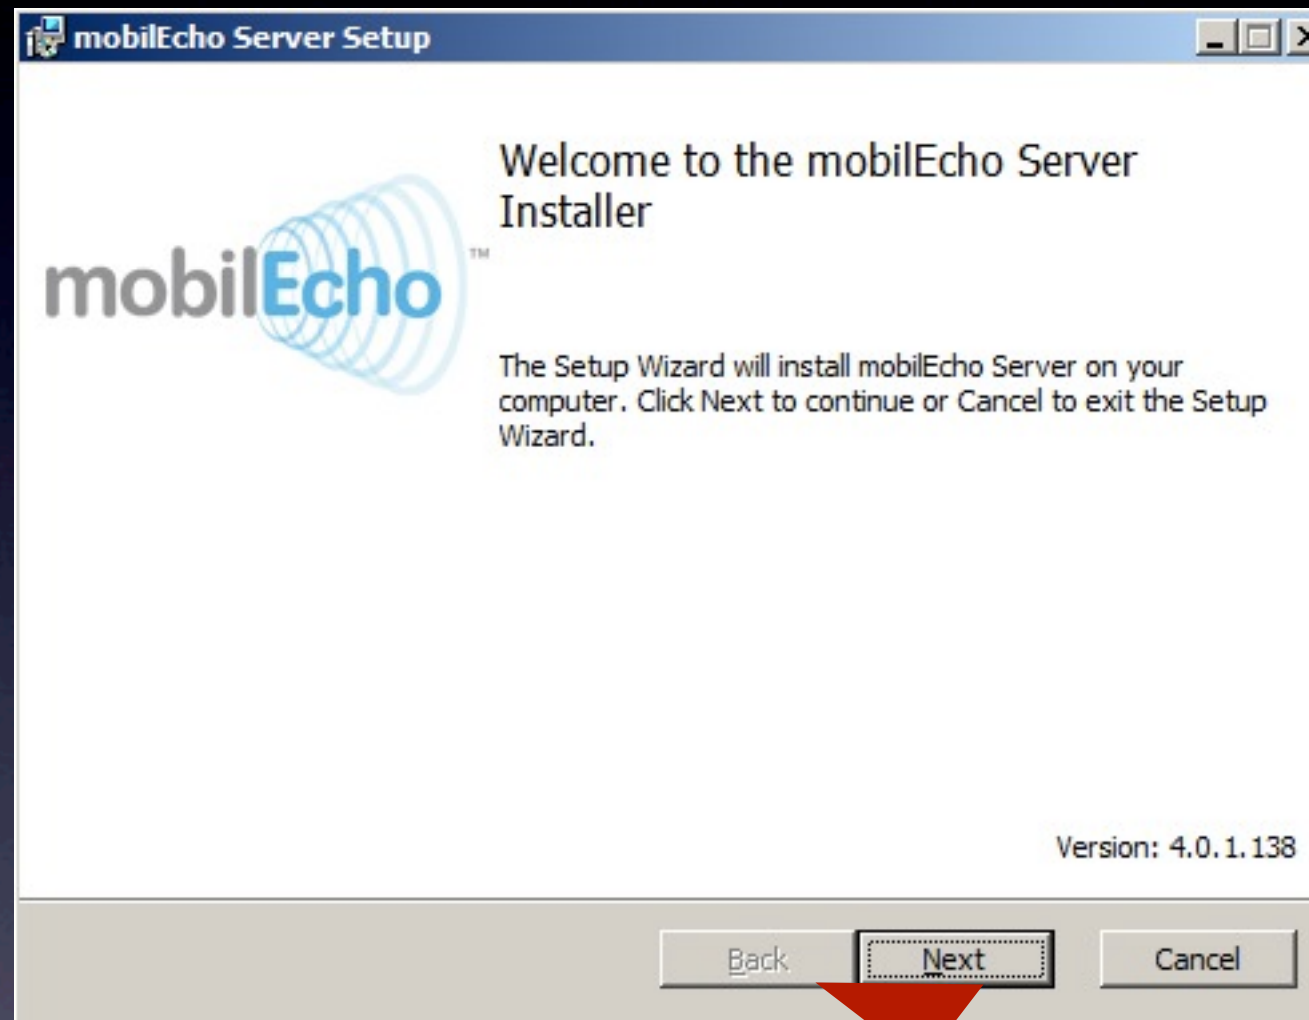 mobilEcho Server Setup
Welcome to the mobilEcho Server
Installer
mobilEcho™
The Setup Wizard will install mobilEcho Server on your
computer. Click Next to continue or Cancel to exit the Setup
Wizard.
Version: 4.0.1.138
Back
Next
Cancel